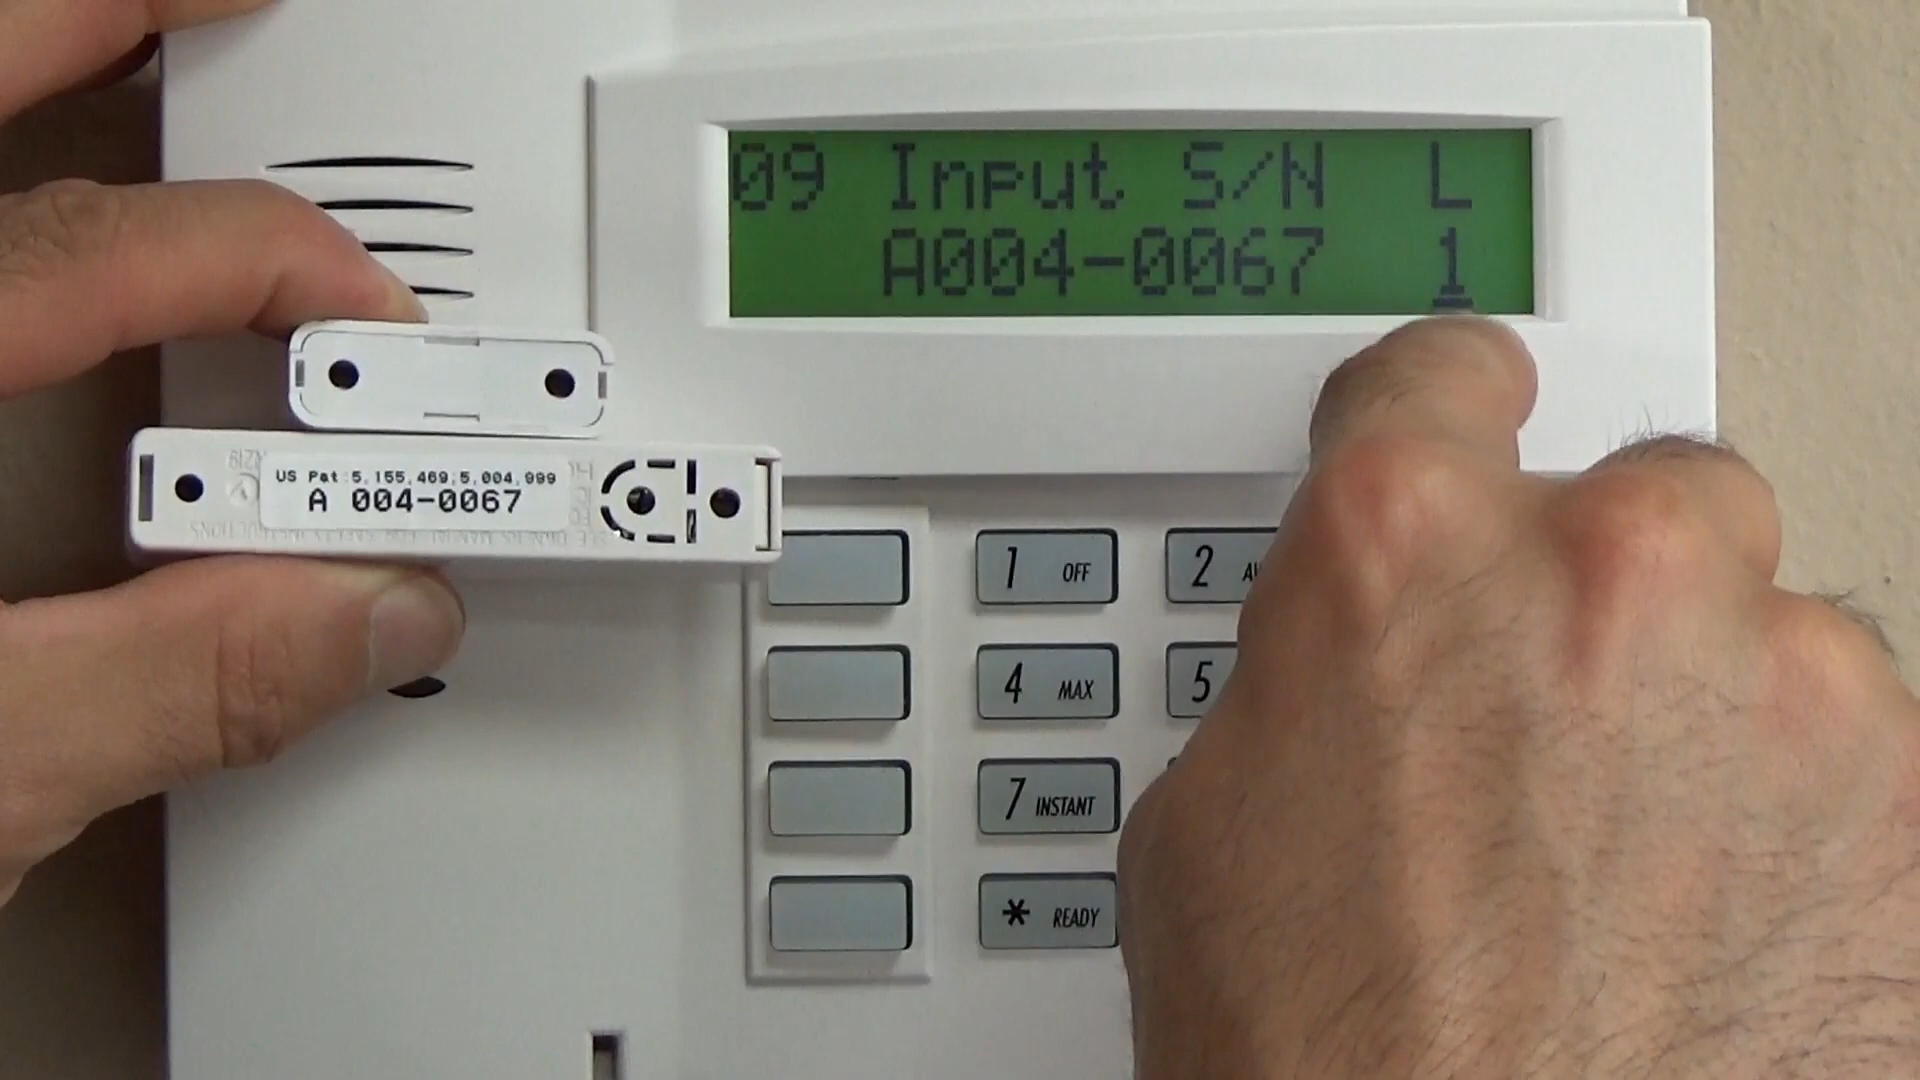 09 Input S/N L
A004-0067 1
US Pat:5,155,469;5,004,999
A 004-0067
1 OFF
2
4 MAX
5
7 INSTANT
* READY